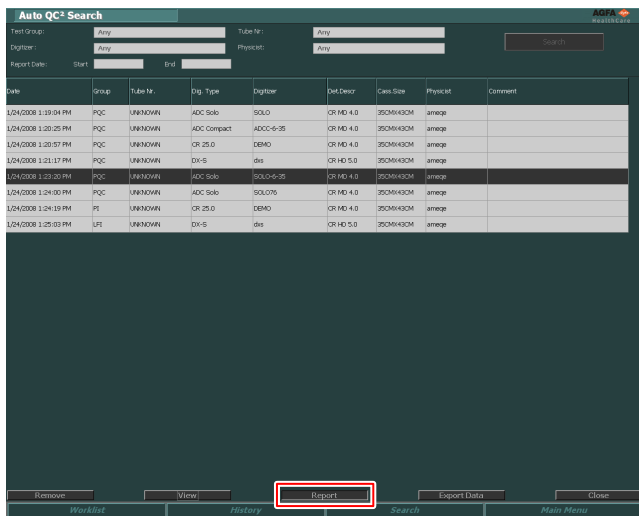 Auto QC² Search
AGFA
HealthCare
Test Group: Any Tube Nr: Any
Digitizer: Any Physicist: Any
Search
Report Date: Start End
Date Group Tube Nr. Dig. Type Digitizer Det.Descr Cass.Size Physicist Comment
1/24/2008 1:19:04 PM PQC UNKNOWN ADC Solo SOLO CR MD 4.0 35CMX43CM ameqe
1/24/2008 1:20:25 PM PQC UNKNOWN ADC Compact ADCC-6-35 CR MD 4.0 35CMX43CM ameqe
1/24/2008 1:20:57 PM PQC UNKNOWN CR 25.0 DEMO CR MD 4.0 35CMX43CM ameqe
1/24/2008 1:21:17 PM PQC UNKNOWN DX-S dxs CR HD 5.0 35CMX43CM ameqe
1/24/2008 1:23:20 PM PQC UNKNOWN ADC Solo SOLO-6-35 CR MD 4.0 35CMX43CM ameqe
1/24/2008 1:24:00 PM PQC UNKNOWN ADC Solo SOLO76 CR MD 4.0 35CMX43CM ameqe
1/24/2008 1:24:19 PM PI UNKNOWN CR 25.0 DEMO CR MD 4.0 35CMX43CM ameqe
1/24/2008 1:25:03 PM LFI UNKNOWN DX-S dxs CR HD 5.0 35CMX43CM ameqe
Remove View Report Export Data Close
Worklist History Search Main Menu